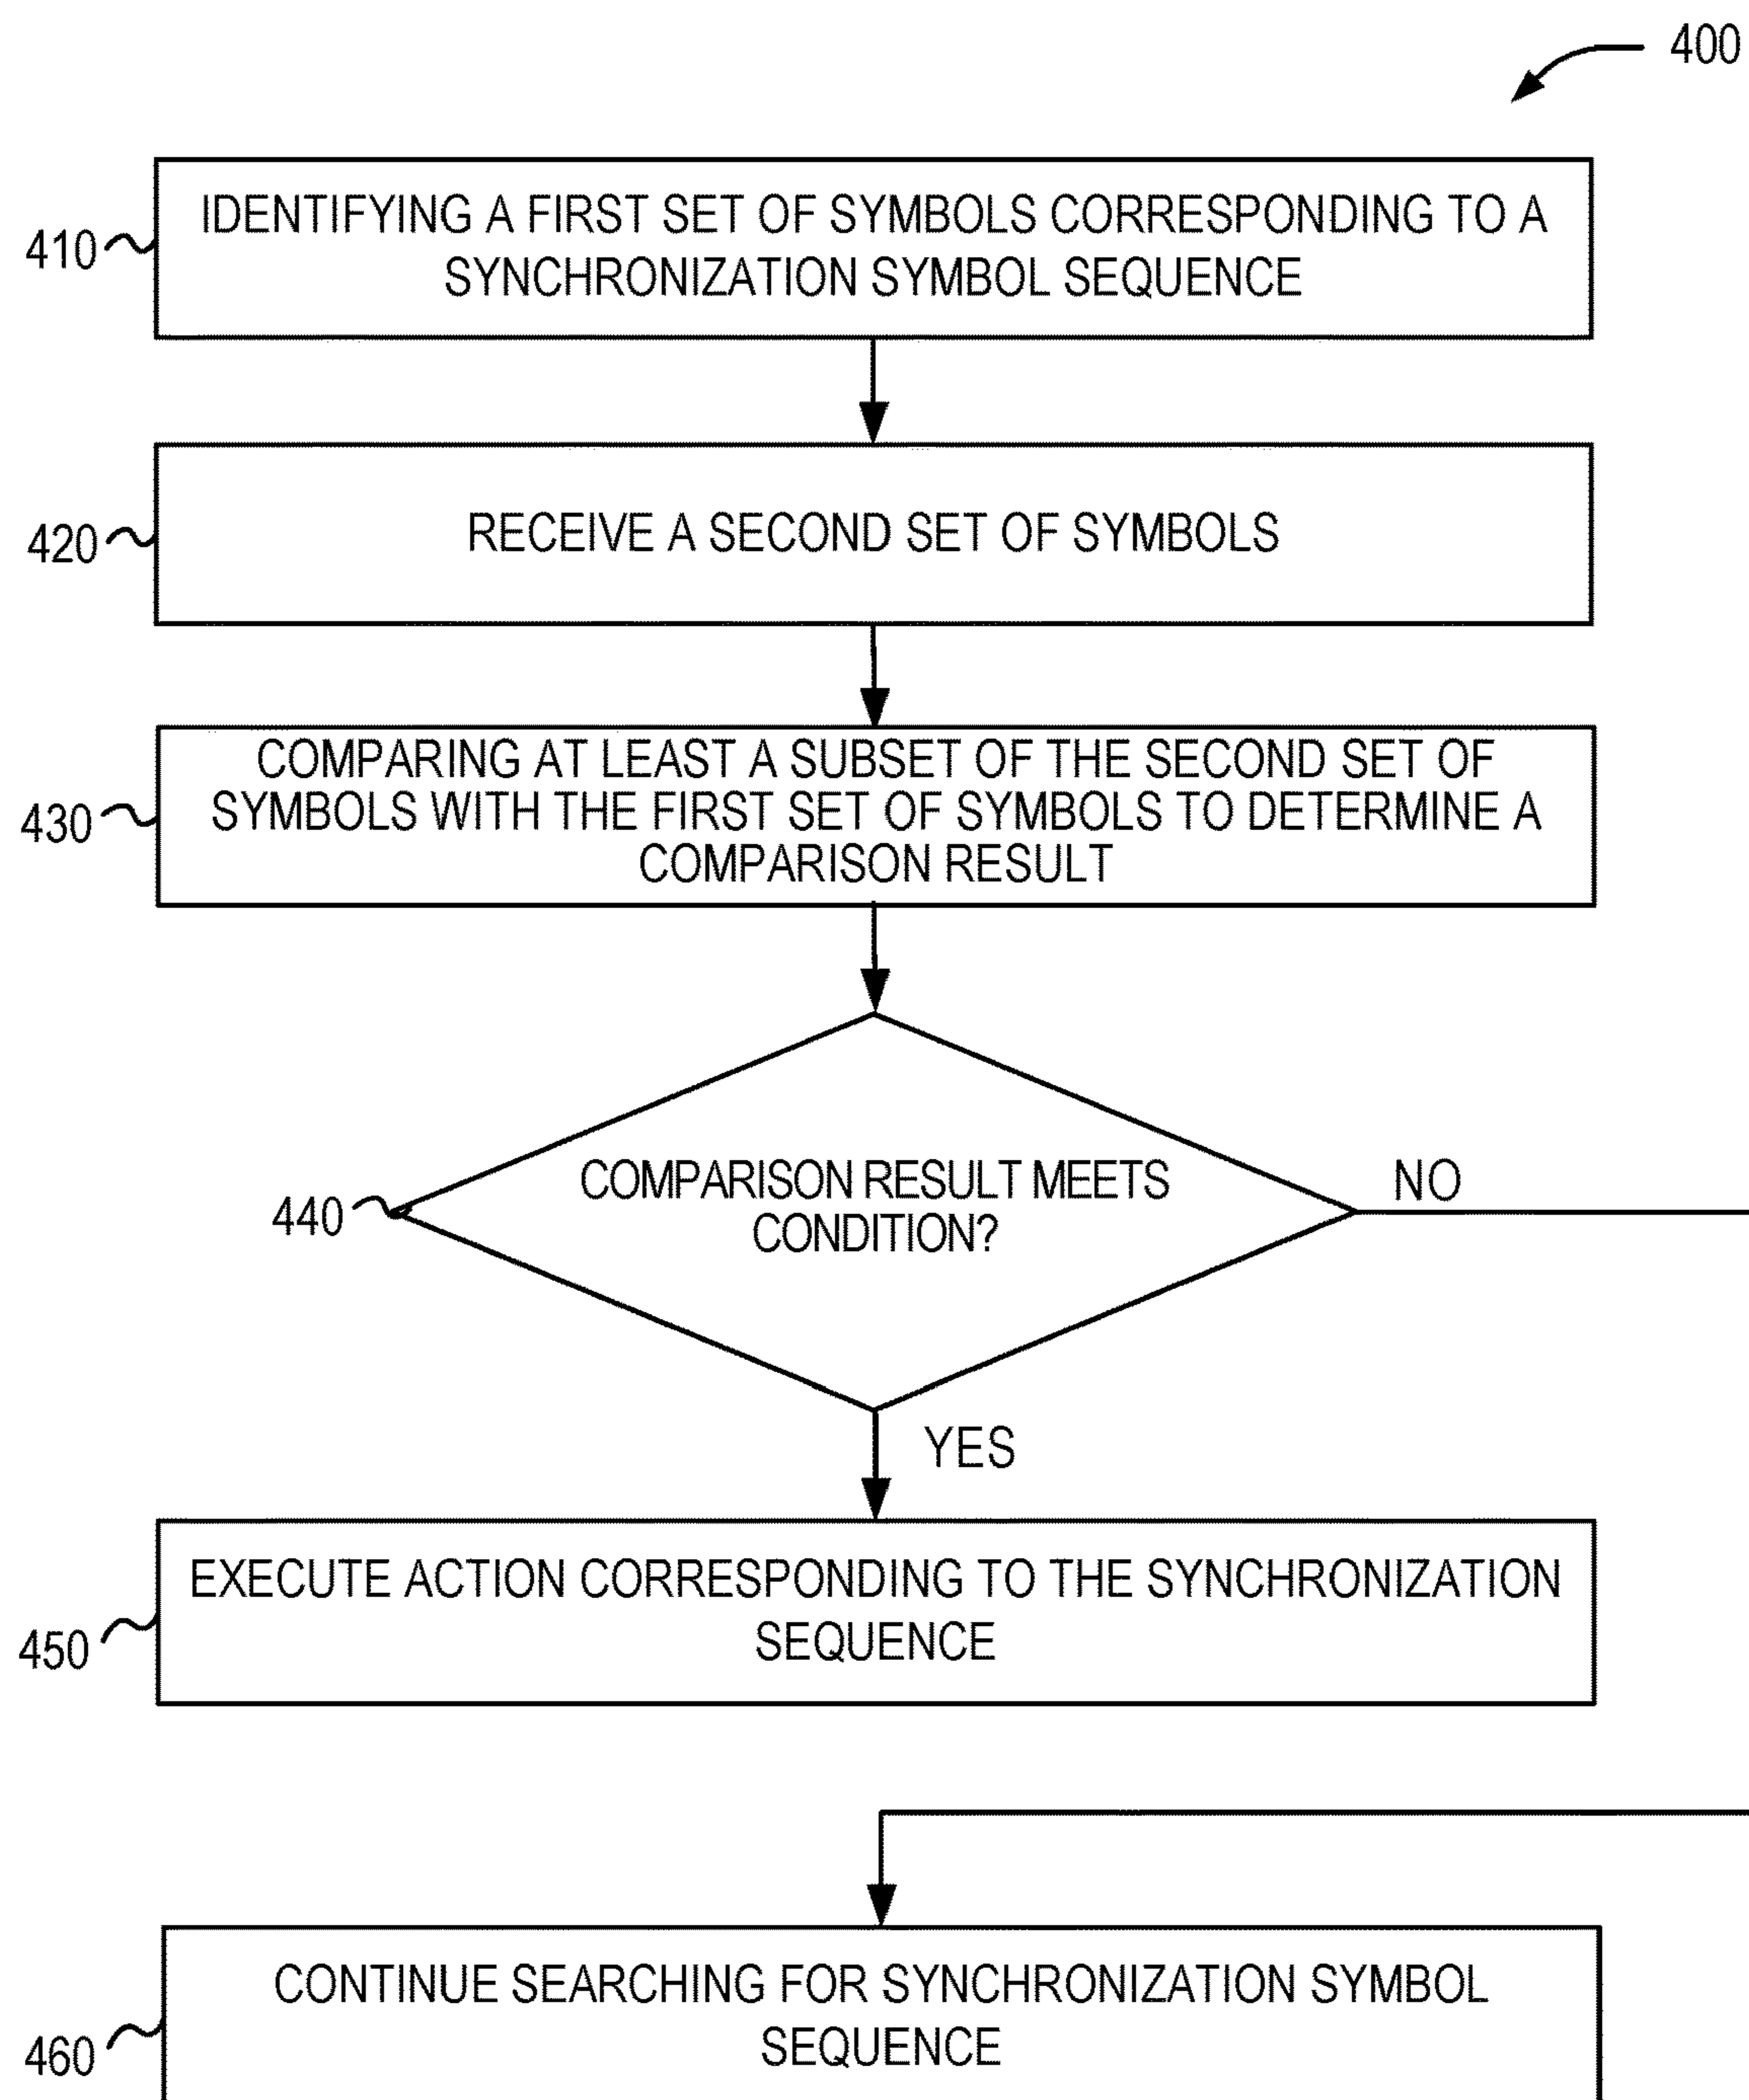 400
410
IDENTIFYING A FIRST SET OF SYMBOLS CORRESPONDING TO A
SYNCHRONIZATION SYMBOL SEQUENCE
420
RECEIVE A SECOND SET OF SYMBOLS
430
COMPARING AT LEAST A SUBSET OF THE SECOND SET OF
SYMBOLS WITH THE FIRST SET OF SYMBOLS TO DETERMINE A
COMPARISON RESULT
440
COMPARISON RESULT MEETS
CONDITION?
NO
YES
450
EXECUTE ACTION CORRESPONDING TO THE SYNCHRONIZATION
SEQUENCE
460
CONTINUE SEARCHING FOR SYNCHRONIZATION SYMBOL
SEQUENCE